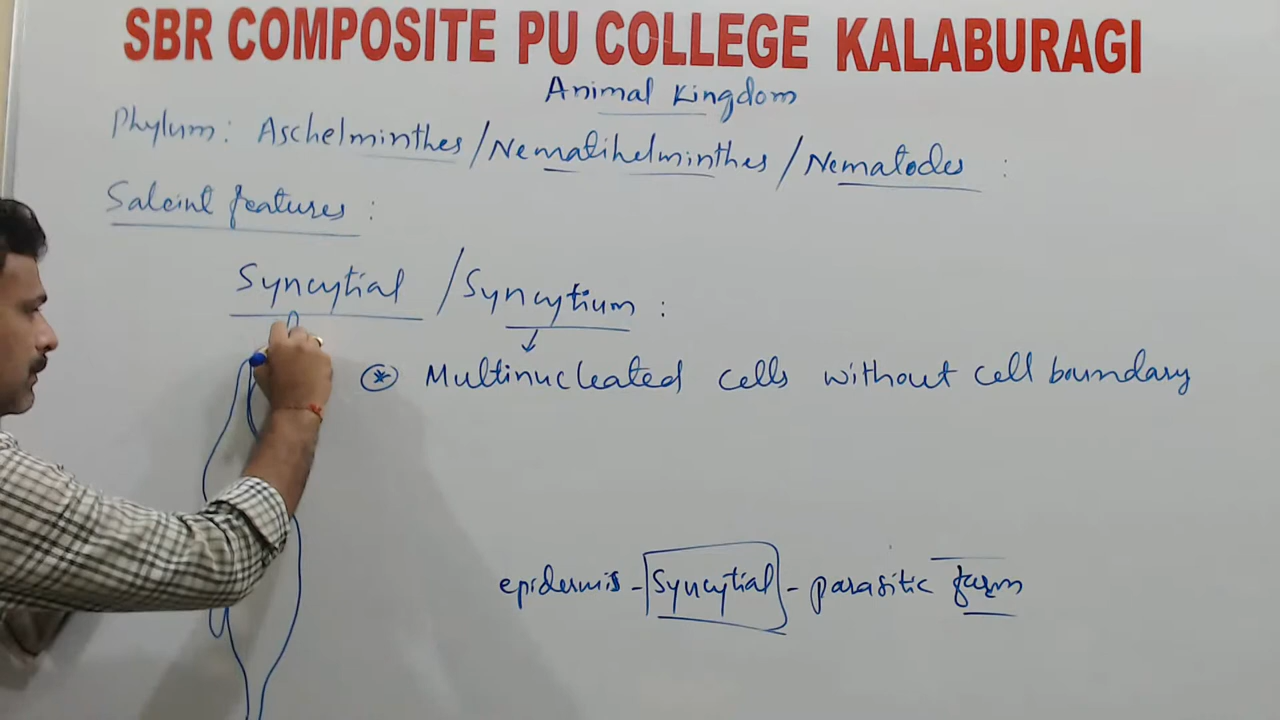 SBR COMPOSITE PU COLLEGE KALABURAGI
Animal Kingdom
Phylum: Aschelminthes / Nematihelminthes / Nematodes :
Saleint features :
Syncytial / Syncytium :
* Multinucleated cells without cell boundary
epidermis - Syncytial - parasitic form